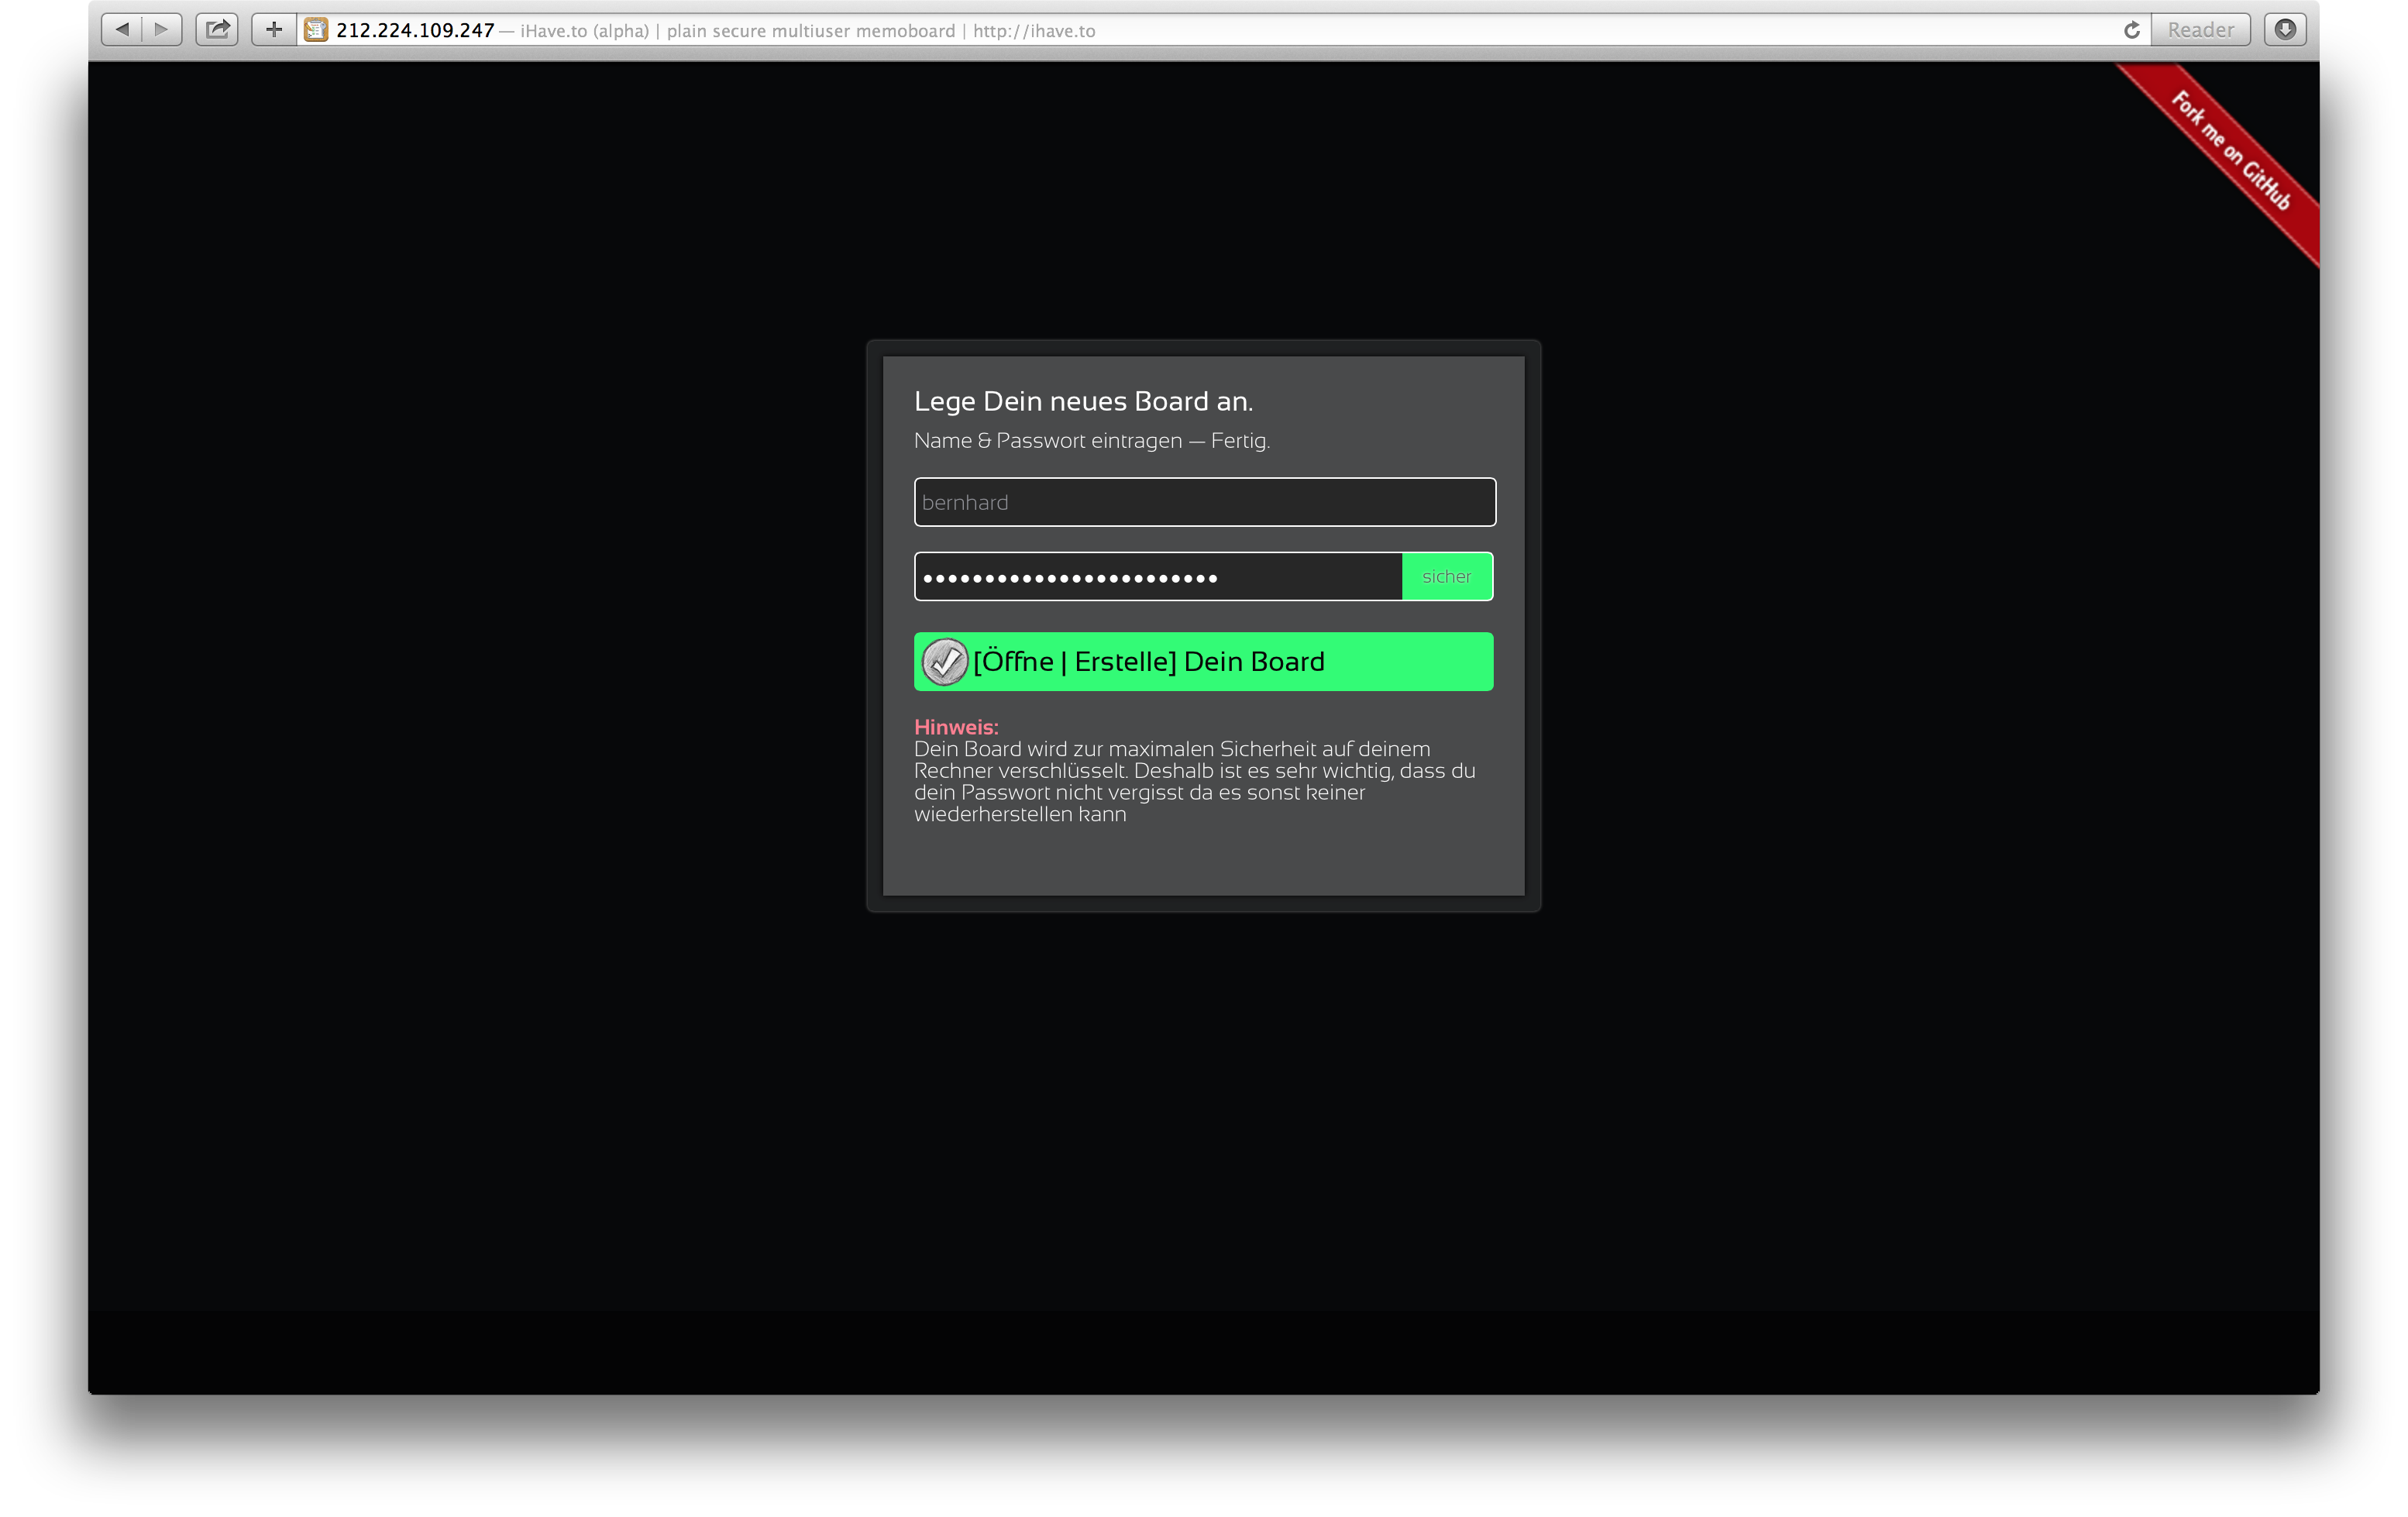 212.224.109.247 — iHave.to (alpha) | plain secure multiuser memoboard | http://ihave.to
Reader
Fork me on GitHub
Lege Dein neues Board an.
Name & Passwort eintragen — Fertig.
bernhard
sicher
[Öffne | Erstelle] Dein Board
Hinweis:
Dein Board wird zur maximalen Sicherheit auf deinem
Rechner verschlüsselt. Deshalb ist es sehr wichtig, dass du
dein Passwort nicht vergisst da es sonst keiner
wiederherstellen kann